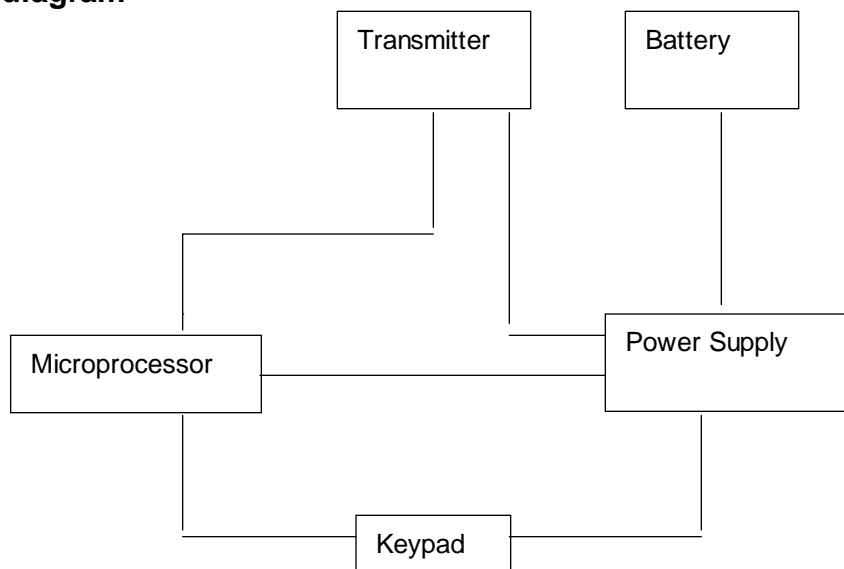 diagram
Transmitter
Battery
Microprocessor
Power Supply
Keypad